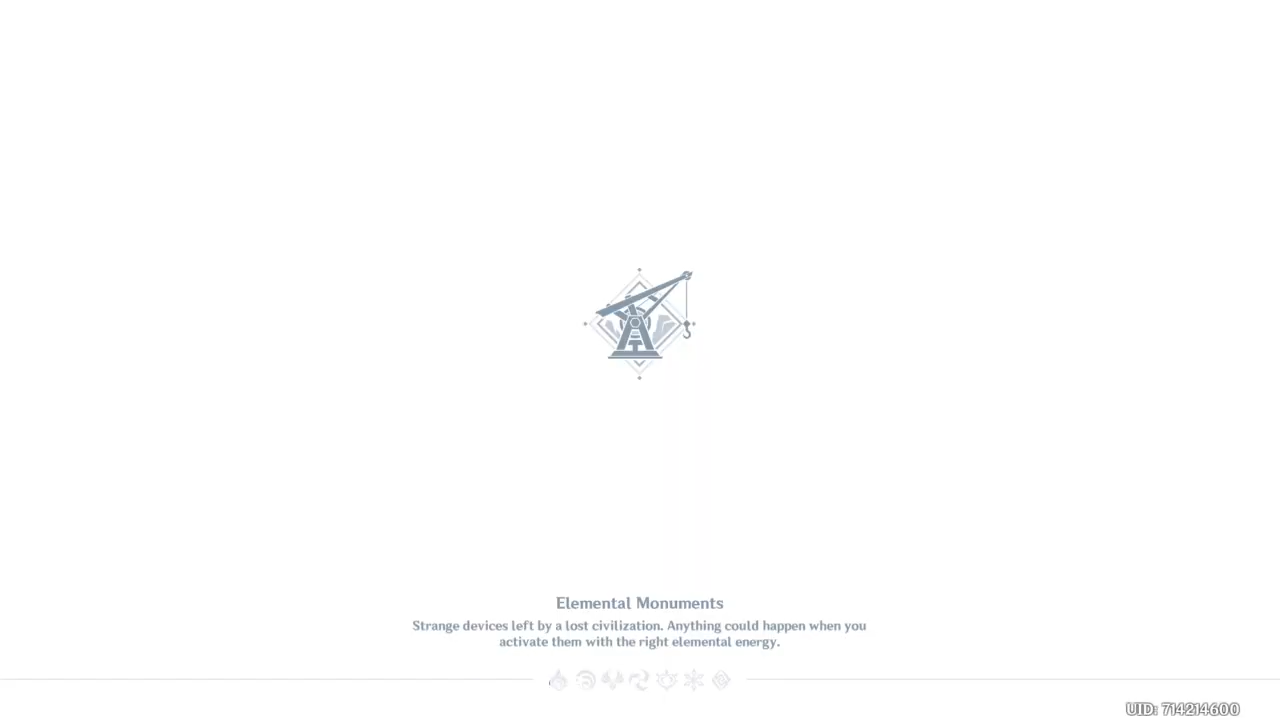 Elemental Monuments
Strange devices left by a lost civilization. Anything could happen when you
activate them with the right elemental energy.
UID: 714214600